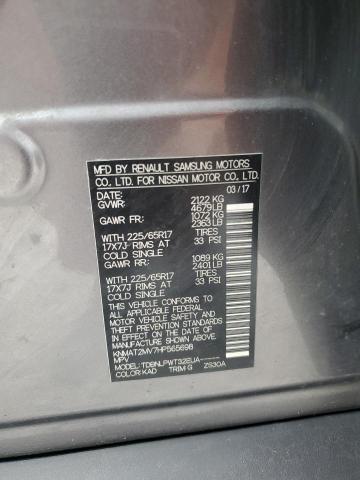 MFD BY RENAULT SAMSUNG MOTORS
CO., LTD. FOR NISSAN MOTOR CO., LTD.
DATE: 03/17
GVWR: 2122 KG
4679LB
GAWR FR: 1072 KG
2363LB
WITH 225/65R17 TIRES
17X7J RIMS AT 33 PSI
COLD SINGLE
GAWR RR: 1089 KG
2401LB
WITH 225/65R17 TIRES
17X7J RIMS AT 33 PSI
COLD SINGLE
THIS VEHICLE CONFORMS TO ALL
APPLICABLE FEDERAL
MOTOR VEHICLE SAFETY AND
THEFT PREVENTION STANDARDS IN
EFFECT ON THE DATE OF
MANUFACTURE SHOWN ABOVE.
KNMAT2MV7HP565698
MPV
MODEL: COLOR:KAD TRIM:G ZS30A